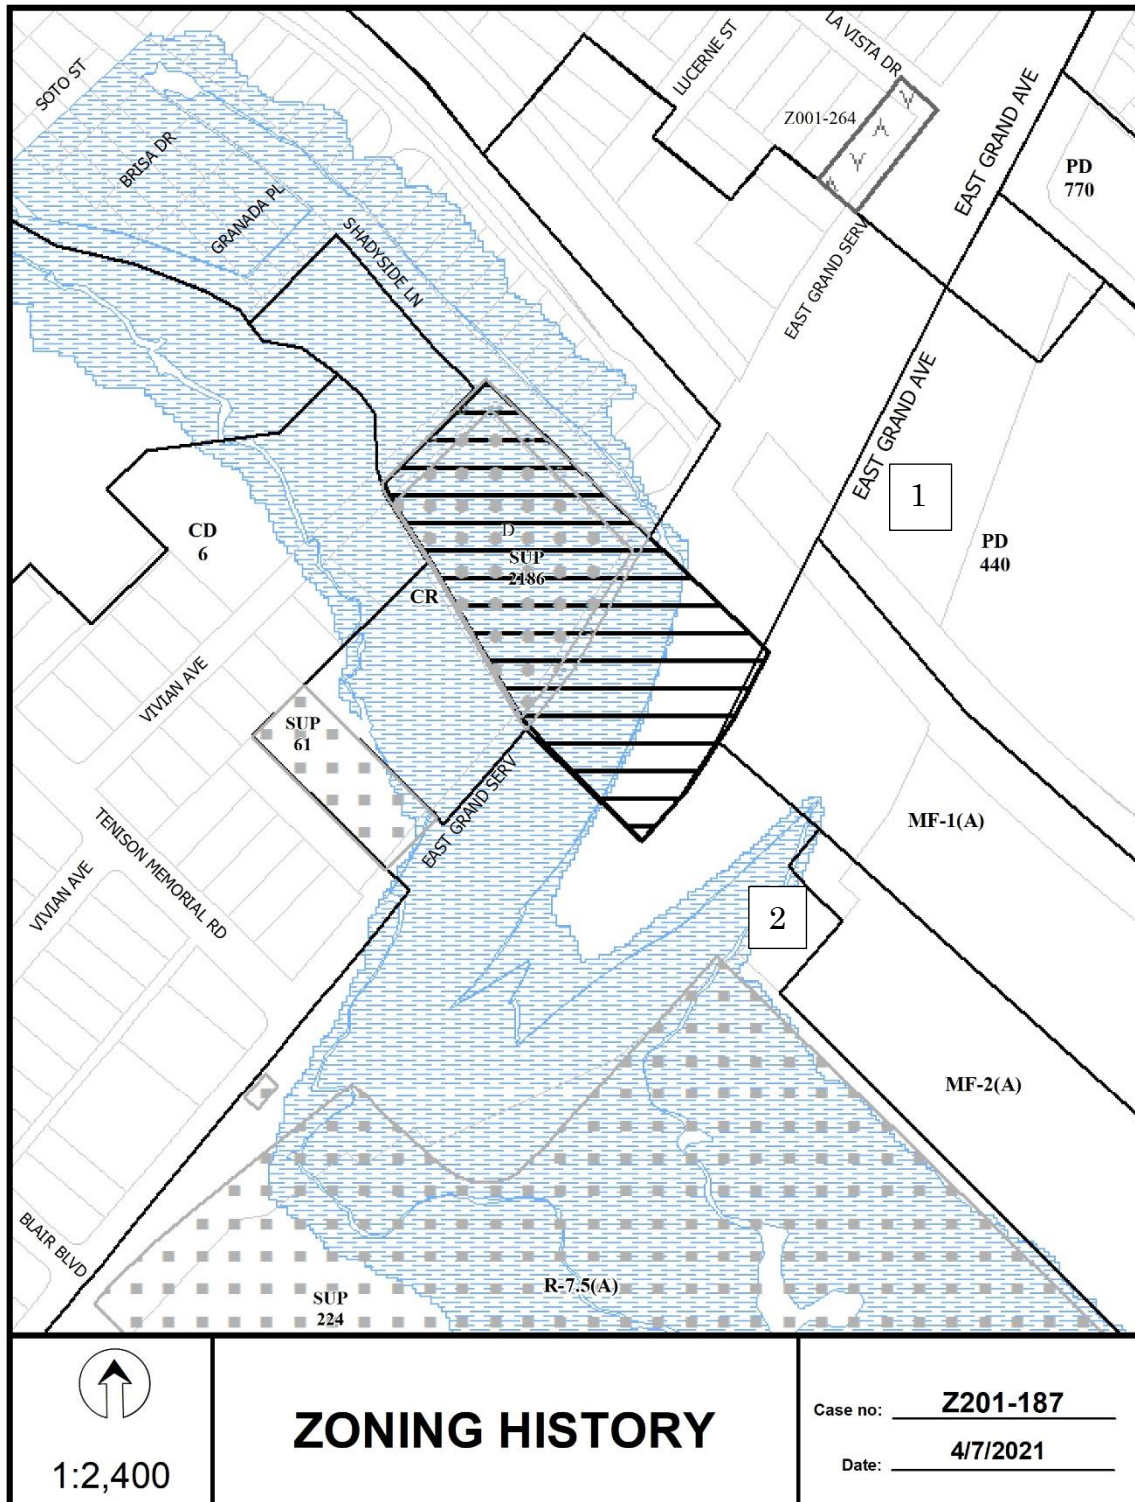 SOTO ST
BRISA DR
GRANADA PL
SHADYSIDE LN
LUCERNE ST
LA VISTA DR
Z001-264
EAST GRAND AVE
PD
770
EAST GRAND SERV
EAST GRAND AVE
1
PD
440
CD
6
D
SUP
2186
CR
VIVIAN AVE
SUP
61
EAST GRAND SERV
TENISON MEMORIAL RD
VIVIAN AVE
MF-1(A)
2
MF-2(A)
BLAIR BLVD
R-7.5(A)
SUP
224
1:2,400
ZONING HISTORY
Case no: Z201-187
Date: 4/7/2021